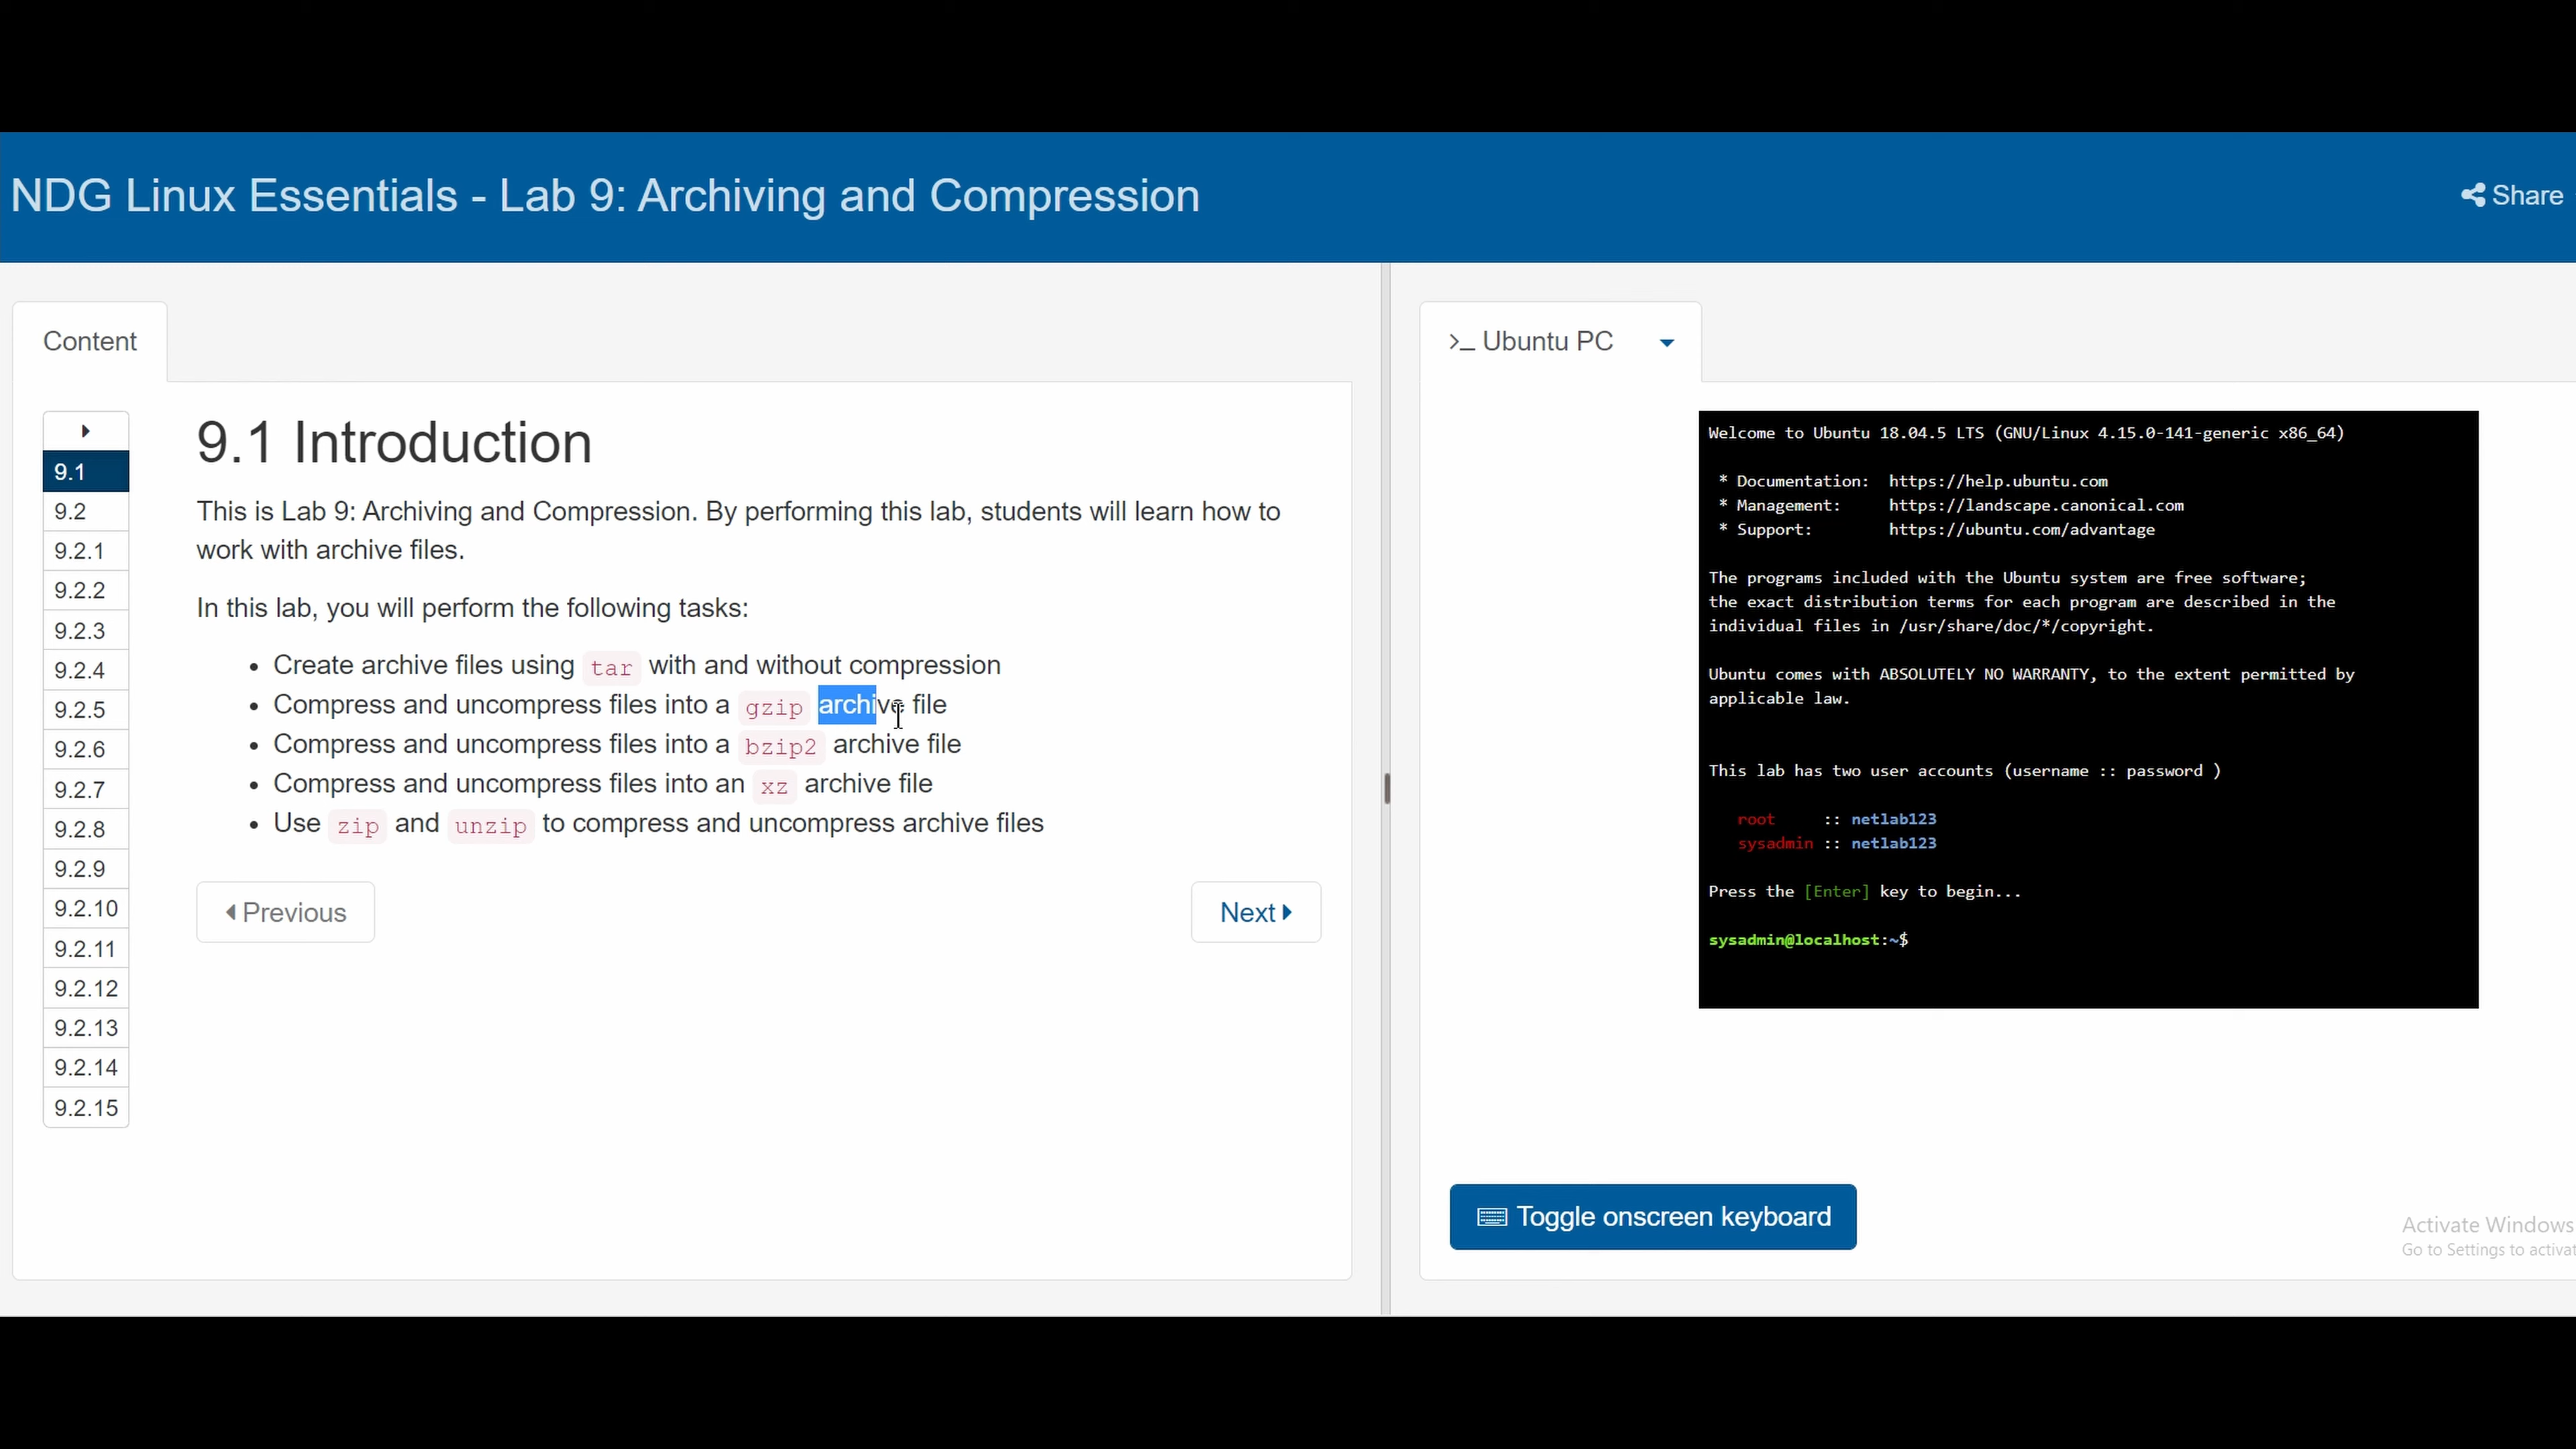 NDG Linux Essentials - Lab 9: Archiving and Compression
Share
Content
9.1
9.2
9.2.1
9.2.2
9.2.3
9.2.4
9.2.5
9.2.6
9.2.7
9.2.8
9.2.9
9.2.10
9.2.11
9.2.12
9.2.13
9.2.14
9.2.15
9.1 Introduction
This is Lab 9: Archiving and Compression. By performing this lab, students will learn how to
work with archive files.
In this lab, you will perform the following tasks:
• Create archive files using tar with and without compression
• Compress and uncompress files into a gzip archive file
• Compress and uncompress files into a bzip2 archive file
• Compress and uncompress files into an xz archive file
• Use zip and unzip to compress and uncompress archive files
Previous
Next
>_ Ubuntu PC
Welcome to Ubuntu 18.04.5 LTS (GNU/Linux 4.15.0-141-generic x86_64)
* Documentation: https://help.ubuntu.com
* Management: https://landscape.canonical.com
* Support: https://ubuntu.com/advantage
The programs included with the Ubuntu system are free software;
the exact distribution terms for each program are described in the
individual files in /usr/share/doc/*/copyright.
Ubuntu comes with ABSOLUTELY NO WARRANTY, to the extent permitted by
applicable law.
This lab has two user accounts (username :: password )
root :: netlab123
sysadmin :: netlab123
Press the [Enter] key to begin...
sysadmin@localhost:~$
Toggle onscreen keyboard
Activate Windows
Go to Settings to activat